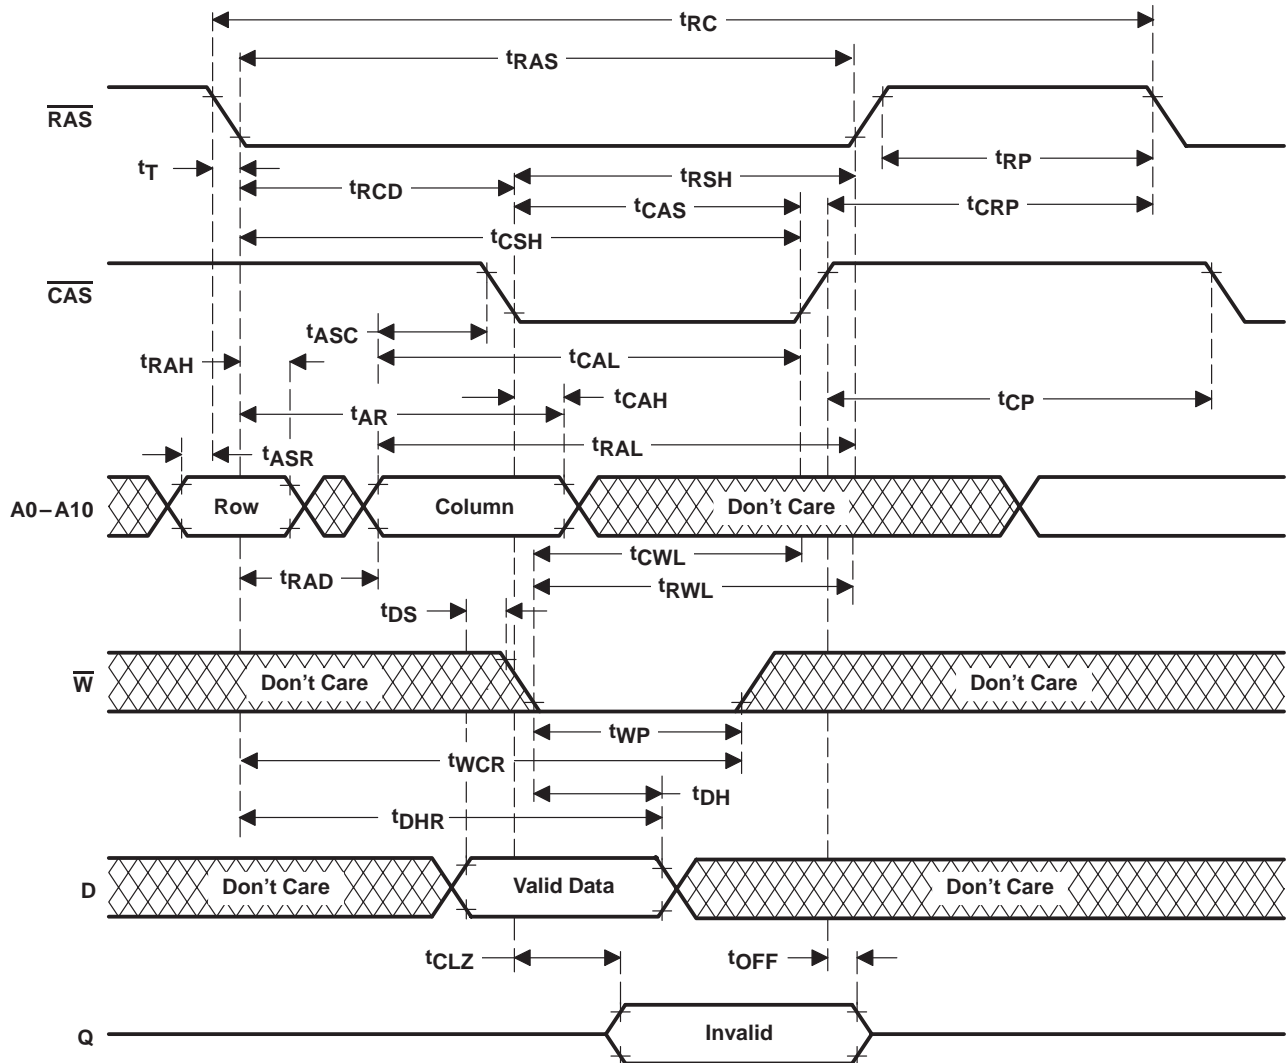 tRC
tRAS
RAS
tT
tRCD
tRSH
tRP
tCAS
tCRP
tCSH
CAS
tASC
tRAH
tCAL
tCAH
tAR
tCP
tASR
tRAL
A0–A10
Row
Column
Don't Care
tCWL
tRAD
tRWL
tDS
W
Don't Care
Don't Care
tWP
tWCR
tDH
tDHR
D
Don't Care
Valid Data
Don't Care
tCLZ
tOFF
Q
Invalid